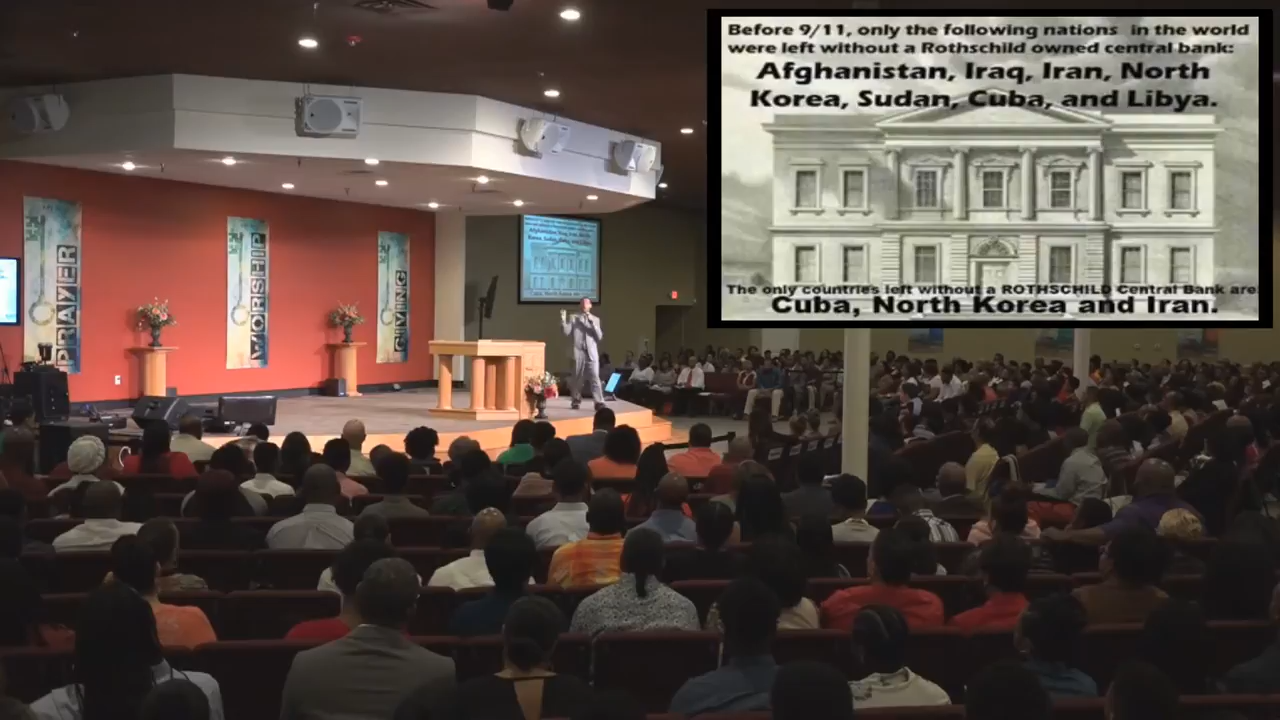 Before 9/11, only the following nations in the world
were left without a Rothschild owned central bank:
Afghanistan, Iraq, Iran, North
Korea, Sudan, Cuba, and Libya.
The only countries left without a ROTHSCHILD Central Bank are
Cuba, North Korea and Iran.
PRAYER
WORSHIP
GIVING